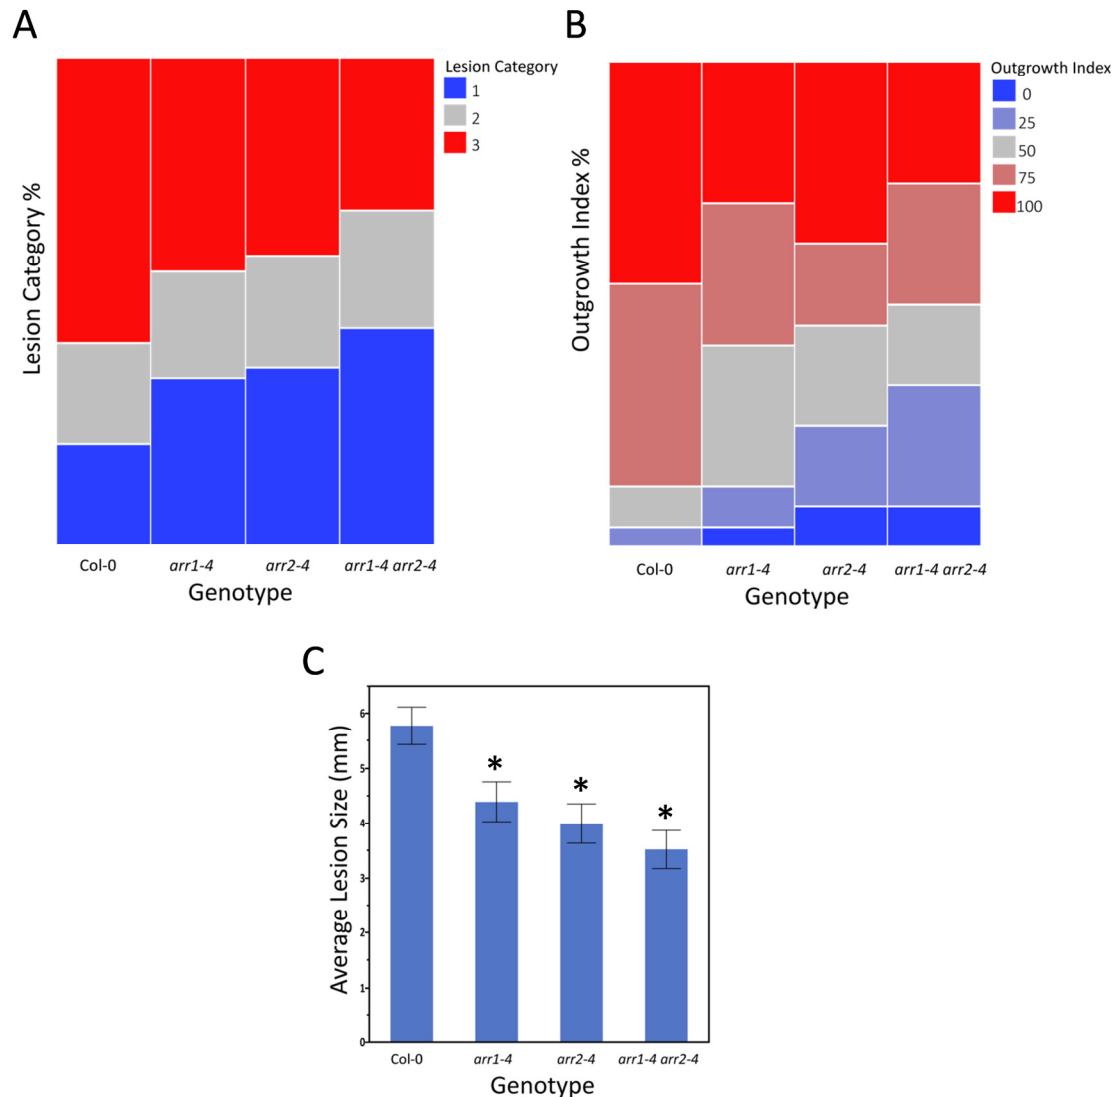 A
Lesion Category %
Lesion Category
1
2
3
Col-0 arr1-4 arr2-4 arr1-4 arr2-4
Genotype
B
Outgrowth Index %
Outgrowth Index
0
25
50
75
100
Col-0 arr1-4 arr2-4 arr1-4 arr2-4
Genotype
C
Average Lesion Size (mm)
6
5
4
3
2
1
0
* * *
Col-0 arr1-4 arr2-4 arr1-4 arr2-4
Genotype